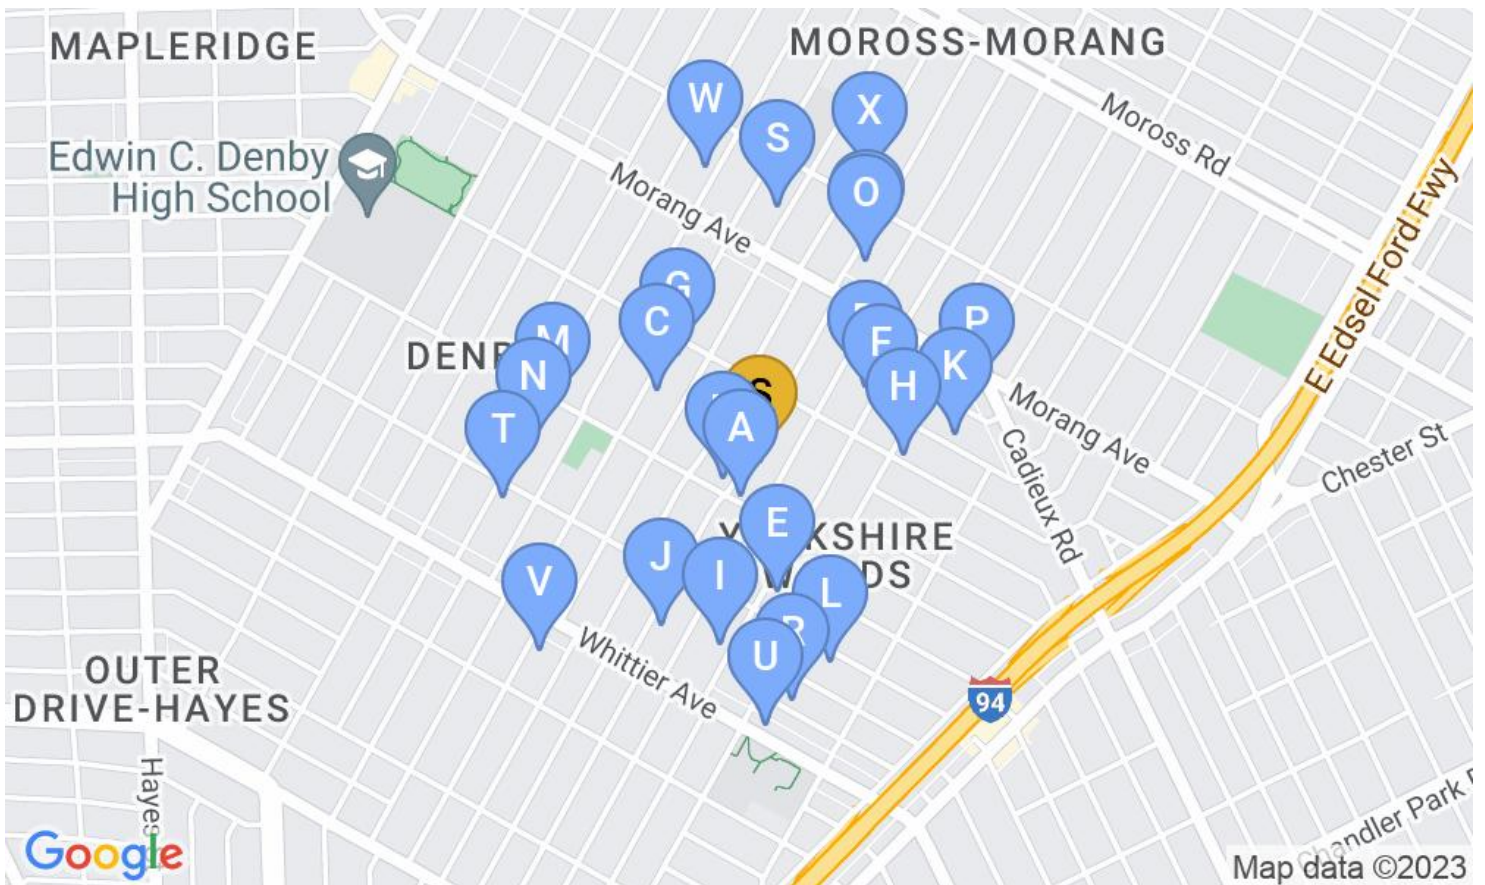 MAPLERIDGE
MOROSS-MORANG
W
X
S
Moross Rd
Edwin C. Denby
High School
O
Morang Ave
E Edsel Ford Fwy
G
C
P
F
M
K
N
H
S
A
T
Morang Ave
Cadieux Rd
Chester St
E
J
I
V
L
U
Whittier Ave
OUTER
DRIVE-HAYES
94
Hayes
Chandler Park
Google
Map data ©2023